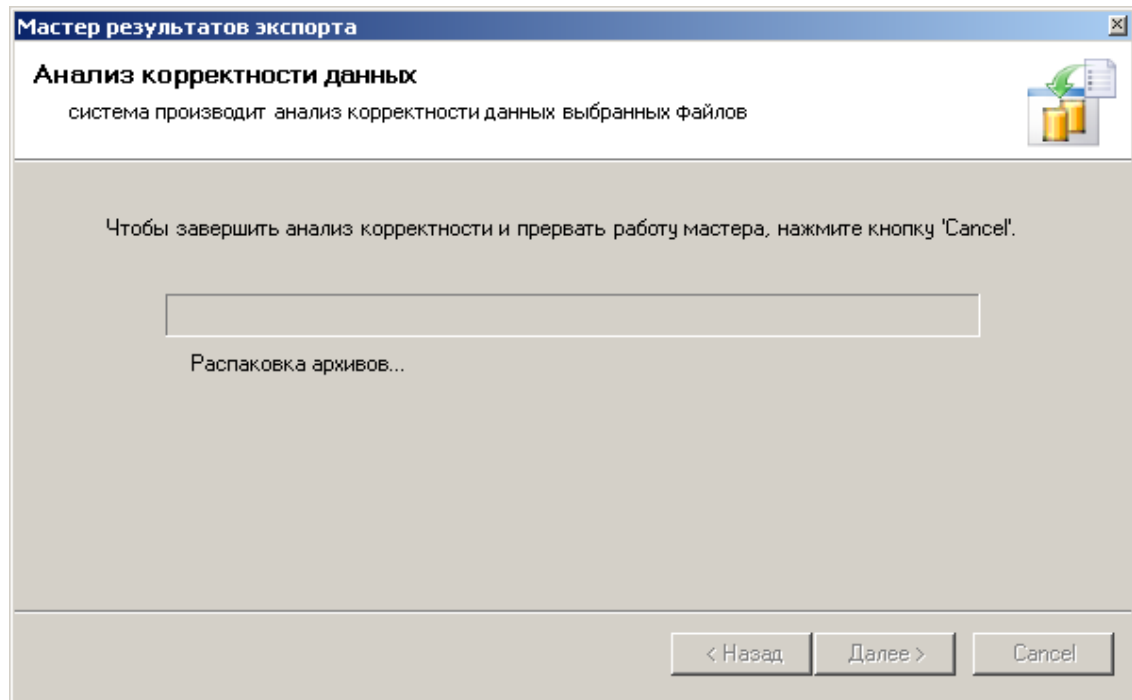 Мастер результатов экспорта
Анализ корректности данных
система производит анализ корректности данных выбранных файлов
Чтобы завершить анализ корректности и прервать работу мастера, нажмите кнопку 'Cancel'.
Распаковка архивов...
< Назад
Далее >
Cancel